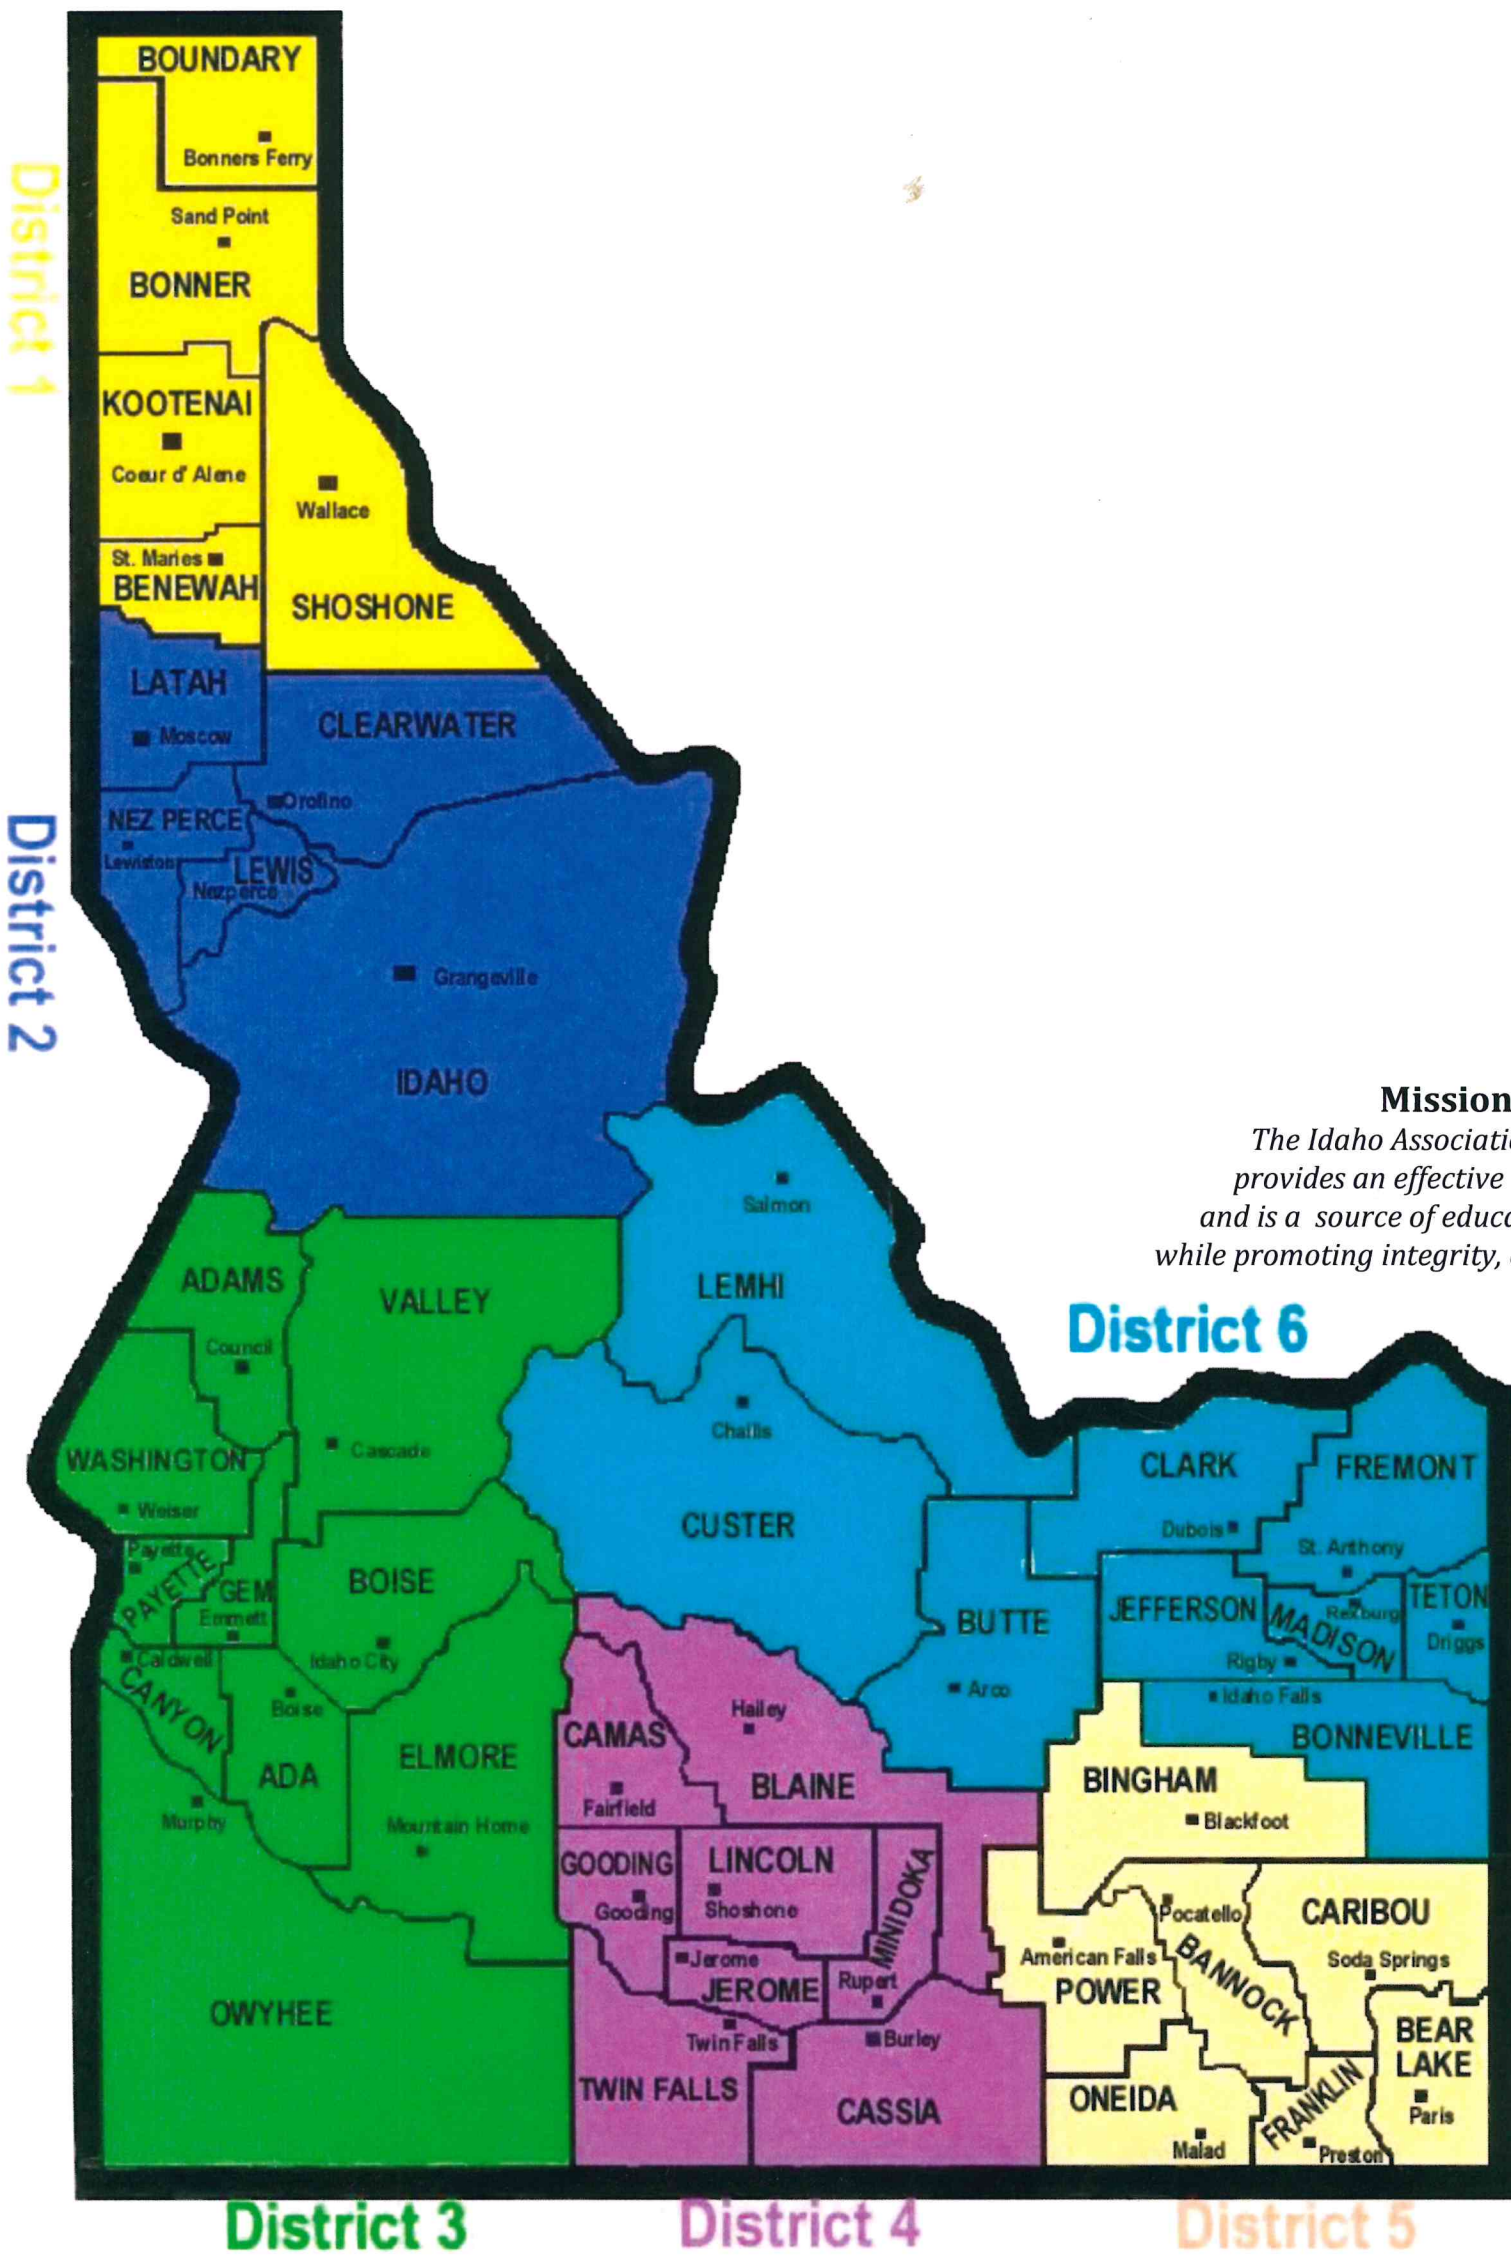 BOUNDARY
Bonners Ferry
District 1
Sand Point
BONNER
KOOTENAI
Coeur d' Alene
Wallace
St. Maries
BENEWAH
SHOSHONE
LATAH
Moscow
CLEARWATER
Orofino
NEZ PERCE
Lewiston
LEWIS
Nezperce
District 2
Grangeville
IDAHO
Mission
The Idaho Associati
provides an effective
and is a source of educ
while promoting integrity,
District 6
Salmon
LEMHI
ADAMS
VALLEY
Council
Challis
WASHINGTON
Cascade
Weiser
CLARK
FREMONT
CUSTER
Dubois
St. Anthony
Payette
PAYETTE
GEM
Emmett
BOISE
BUTTE
JEFFERSON
MADISON
Rexburg
TETON
Driggs
Caldwell
CANYON
Idaho City
Rigby
Boise
Arco
Idaho Falls
Hailey
CAMAS
BONNEVILLE
ADA
ELMORE
BLAINE
BINGHAM
Fairfield
Murphy
Mountain Home
Blackfoot
GOODING
LINCOLN
MINIDOKA
Gooding
Shoshone
Pocatello
CARIBOU
Jerome
JEROME
Rupert
American Falls
POWER
BANNOCK
Soda Springs
OWYHEE
Twin Falls
Burley
BEAR
LAKE
TWIN FALLS
CASSIA
ONEIDA
FRANKLIN
Paris
Malad
Preston
District 3
District 4
District 5